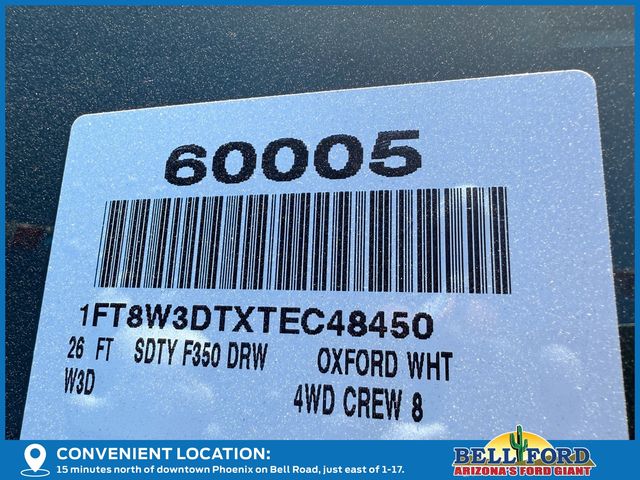 60005
1FT8W3DTXTEC48450
26 FT SDTY F350 DRW OXFORD WHT
W3D 4WD CREW 8
CONVENIENT LOCATION:
15 minutes north of downtown Phoenix on Bell Road, just east of 1-17.
BELL FORD
ARIZONA'S FORD GIANT